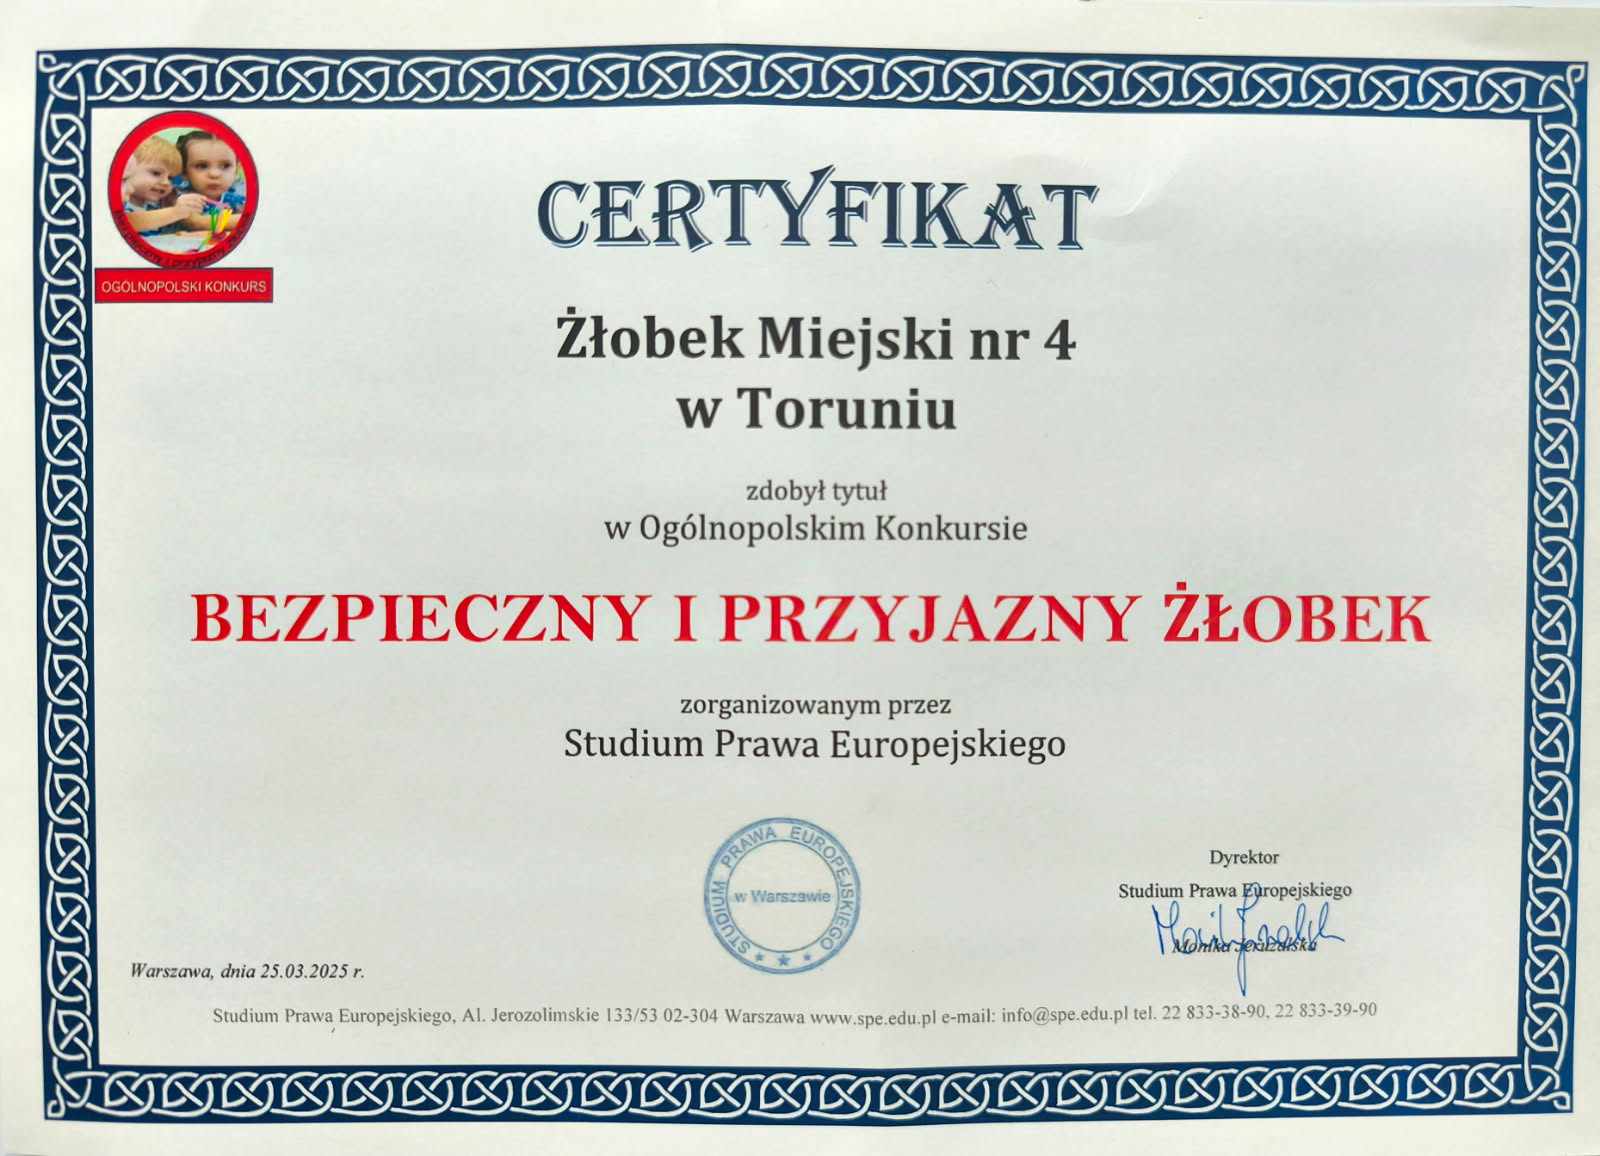 OGÓLNOPOLSKI KONKURS
CERTYFIKAT
Żłobek Miejski nr 4
w Toruniu
zdobył tytuł
w Ogólnopolskim Konkursie
BEZPIECZNY I PRZYJAZNY ŻŁOBEK
zorganizowanym przez
Studium Prawa Europejskiego
STUDIUM PRAWA EUROPEJSKIEGO
w Warszawie
Dyrektor
Studium Prawa Europejskiego
Monika Jeruzalska
Warszawa, dnia 25.03.2025 r.
Studium Prawa Europejskiego, Al. Jerozolimskie 133/53 02-304 Warszawa www.spe.edu.pl e-mail: info@spe.edu.pl tel. 22 833-38-90, 22 833-39-90